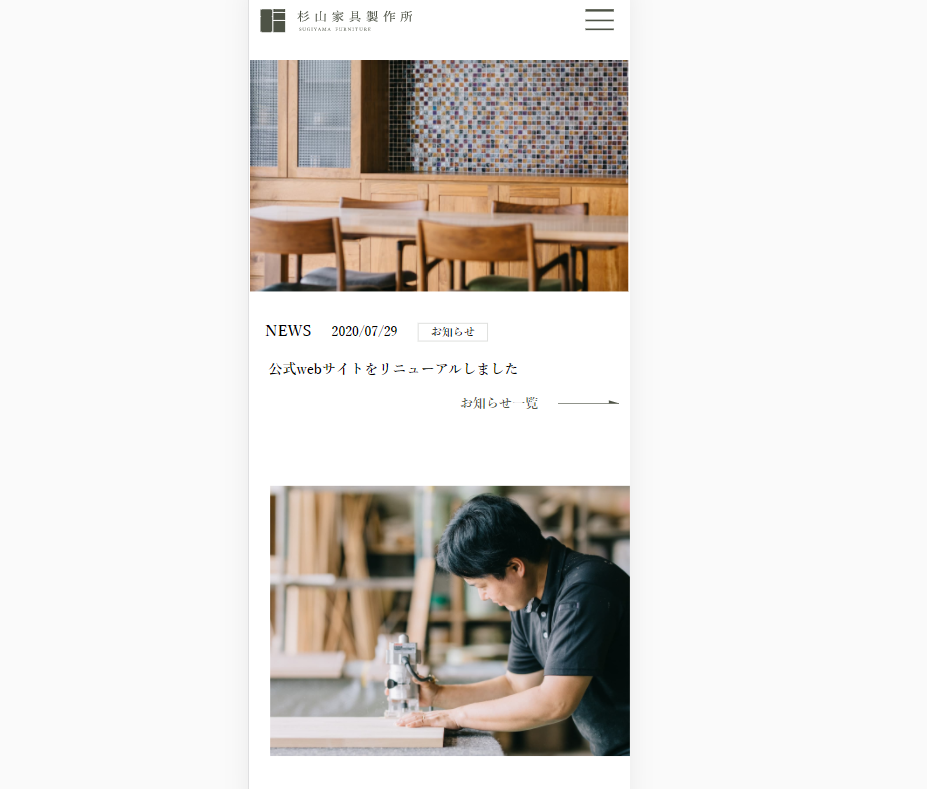 杉山家具製作所
SUGIYAMA FURNITURE
NEWS 2020/07/29 お知らせ
公式webサイトをリニューアルしました
お知らせ一覧